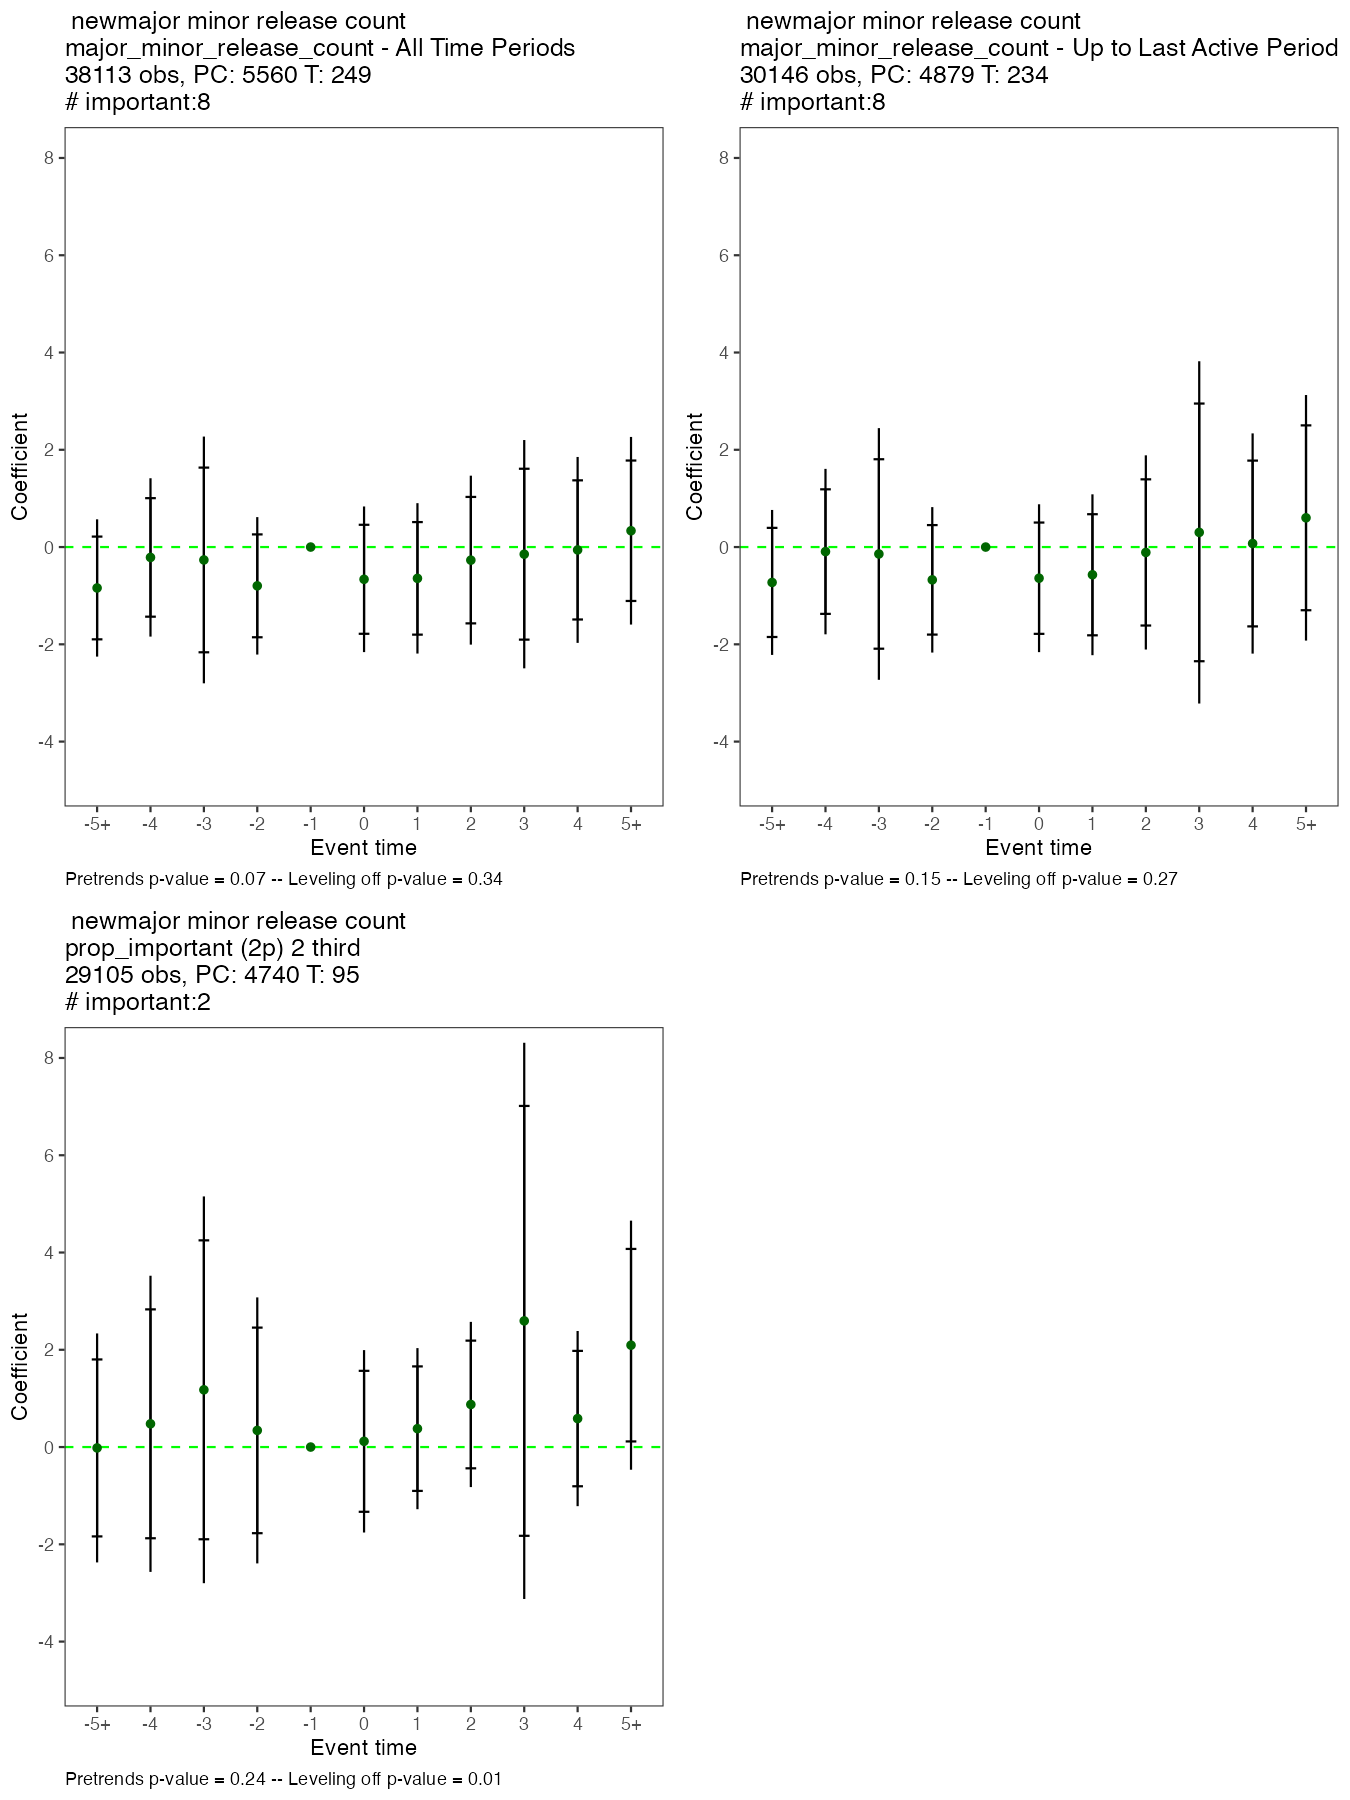 newmajor minor release count
major_minor_release_count - All Time Periods
38113 obs, PC: 5560 T: 249
# important:8
8
6
4
2
0
-2
-4
Coefficient
-5+ -4 -3 -2 -1 0 1 2 3 4 5+
Event time
Pretrends p-value = 0.07 -- Leveling off p-value = 0.34
newmajor minor release count
major_minor_release_count - Up to Last Active Period
30146 obs, PC: 4879 T: 234
# important:8
8
6
4
2
0
-2
-4
Coefficient
-5+ -4 -3 -2 -1 0 1 2 3 4 5+
Event time
Pretrends p-value = 0.15 -- Leveling off p-value = 0.27
newmajor minor release count
prop_important (2p) 2 third
29105 obs, PC: 4740 T: 95
# important:2
8
6
4
2
0
-2
-4
Coefficient
-5+ -4 -3 -2 -1 0 1 2 3 4 5+
Event time
Pretrends p-value = 0.24 -- Leveling off p-value = 0.01